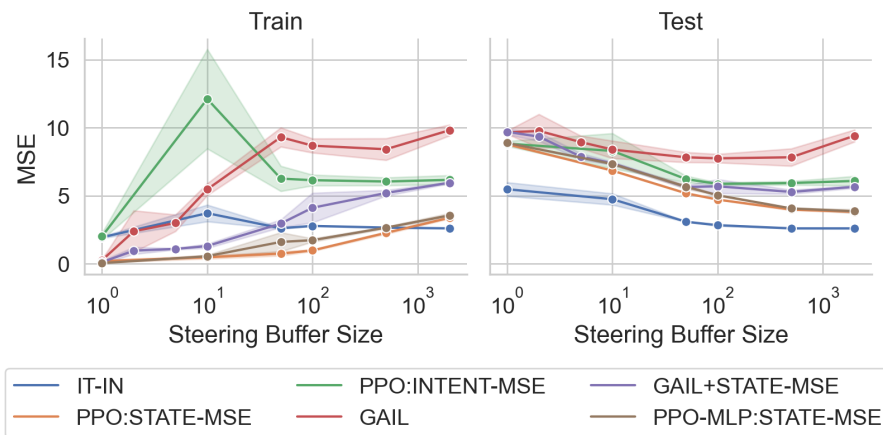 Train
Test
MSE
15
10
5
0
10^0
10^1
10^2
10^3
10^0
10^1
10^2
10^3
Steering Buffer Size
Steering Buffer Size
IT-IN
PPO:INTENT-MSE
GAIL+STATE-MSE
PPO:STATE-MSE
GAIL
PPO-MLP:STATE-MSE